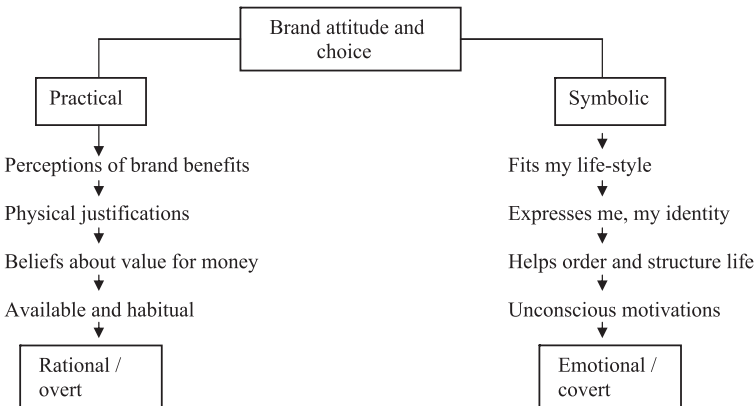 Brand attitude and
choice
Practical
Symbolic
Perceptions of brand benefits
Physical justifications
Beliefs about value for money
Available and habitual
Rational /
overt
Fits my life-style
Expresses me, my identity
Helps order and structure life
Unconscious motivations
Emotional /
covert